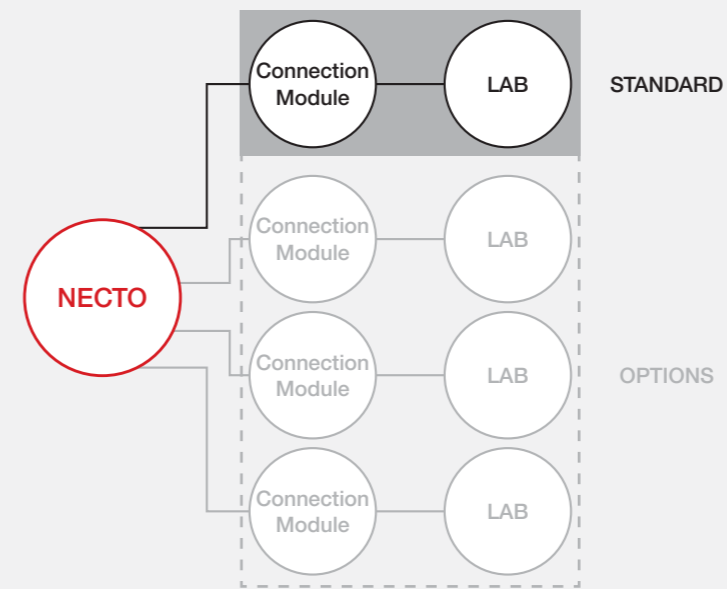 Connection
Module
LAB
STANDARD
Connection
Module
LAB
NECTO
Connection
Module
LAB
OPTIONS
Connection
Module
LAB